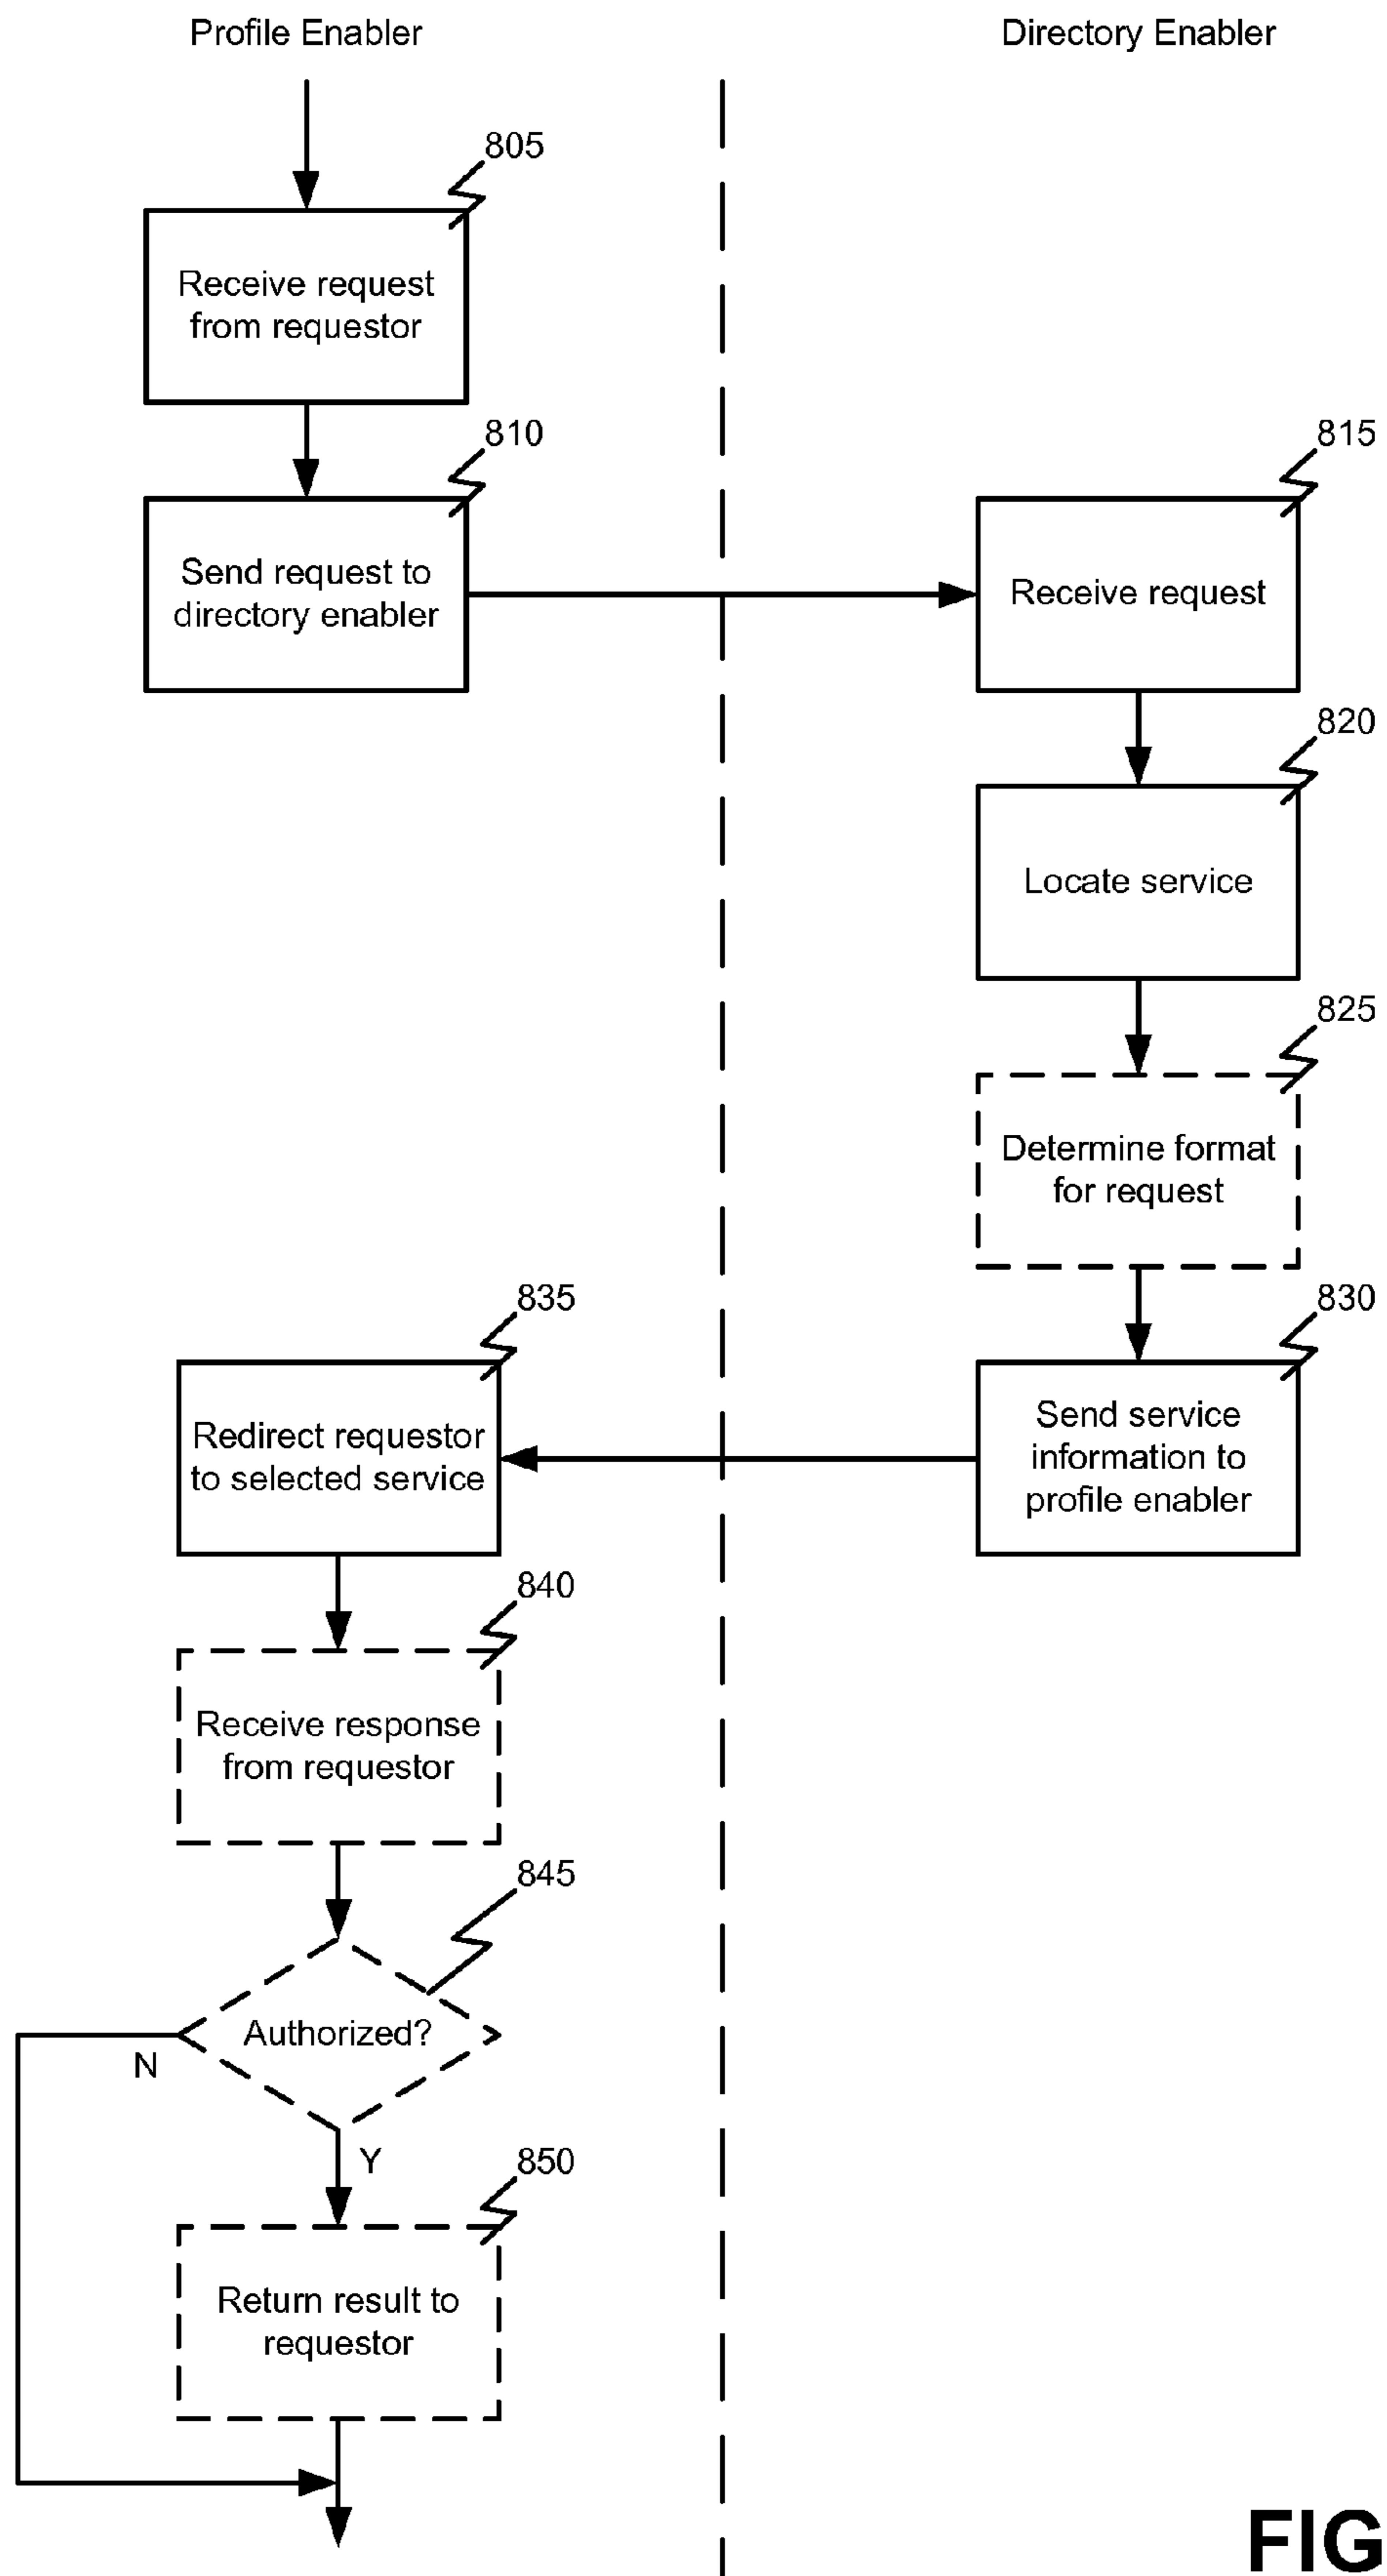 Profile Enabler
Directory Enabler
805
Receive request
from requestor
810
Send request to
directory enabler
815
Receive request
820
Locate service
825
Determine format
for request
830
Send service
information to
profile enabler
835
Redirect requestor
to selected service
840
Receive response
from requestor
845
Authorized?
N
Y
850
Return result to
requestor
FIG